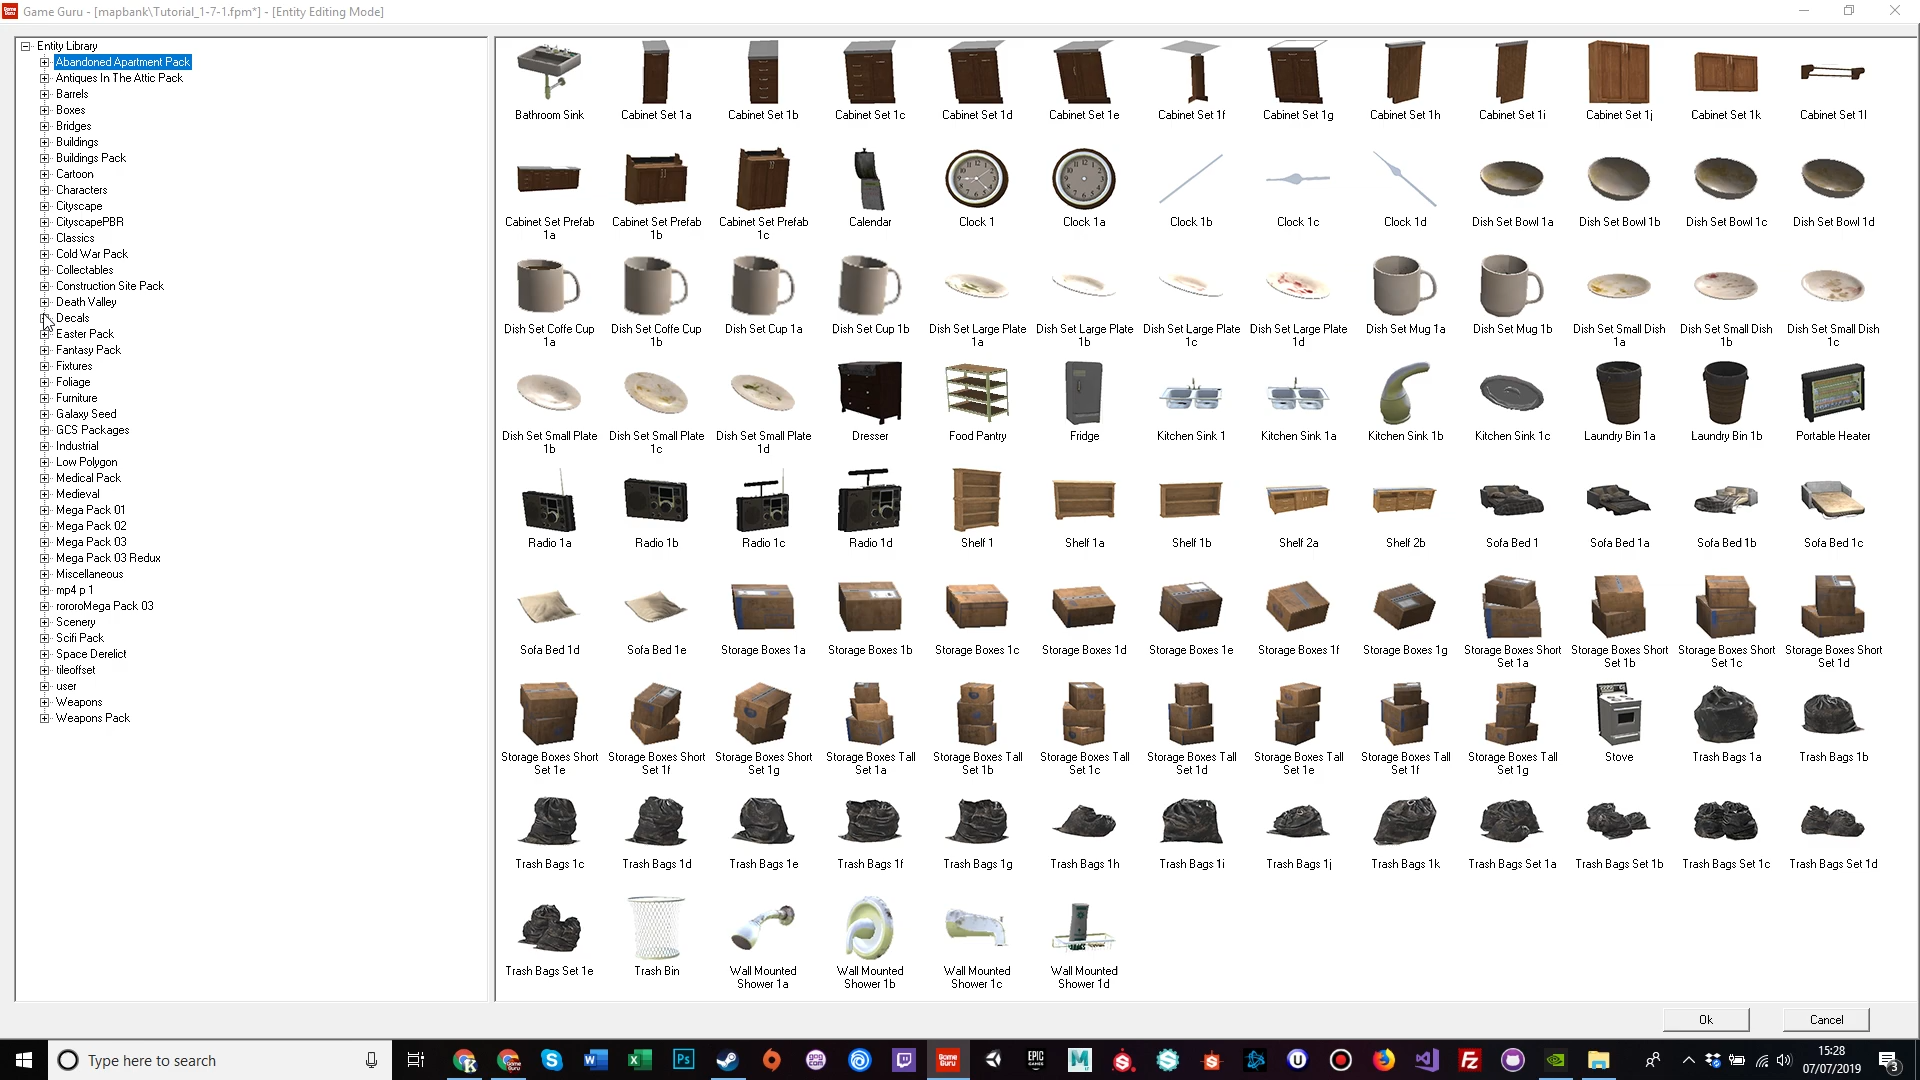 Game Guru - [mapbank\Tutorial_1-7-1.fpm*] - [Entity Editing Mode]
Entity Library
Abandoned Apartment Pack
Antiques In The Attic Pack
Barrels
Boxes
Bridges
Buildings
Buildings Pack
Cartoon
Characters
Cityscape
CityscapePBR
Classics
Cold War Pack
Collectables
Construction Site Pack
Death Valley
Decals
Easter Pack
Fantasy Pack
Fixtures
Foliage
Furniture
Galaxy Seed
GCS Packages
Industrial
Low Polygon
Medical Pack
Medieval
Mega Pack 01
Mega Pack 02
Mega Pack 03
Mega Pack 03 Redux
Miscellaneous
mp4 p 1
rororoMega Pack 03
Scenery
Scifi Pack
Space Derelict
tileoffset
user
Weapons
Weapons Pack
Bathroom Sink
Cabinet Set 1a
Cabinet Set 1b
Cabinet Set 1c
Cabinet Set 1d
Cabinet Set 1e
Cabinet Set 1f
Cabinet Set 1g
Cabinet Set 1h
Cabinet Set 1i
Cabinet Set 1j
Cabinet Set 1k
Cabinet Set 1l
Cabinet Set Prefab
1a
Cabinet Set Prefab
1b
Cabinet Set Prefab
1c
Calendar
Clock 1
Clock 1a
Clock 1b
Clock 1c
Clock 1d
Dish Set Bowl 1a
Dish Set Bowl 1b
Dish Set Bowl 1c
Dish Set Bowl 1d
Dish Set Coffe Cup
1a
Dish Set Coffe Cup
1b
Dish Set Cup 1a
Dish Set Cup 1b
Dish Set Large Plate
1a
Dish Set Large Plate
1b
Dish Set Large Plate
1c
Dish Set Large Plate
1d
Dish Set Mug 1a
Dish Set Mug 1b
Dish Set Small Dish
1a
Dish Set Small Dish
1b
Dish Set Small Dish
1c
Dish Set Small Plate
1b
Dish Set Small Plate
1c
Dish Set Small Plate
1d
Dresser
Food Pantry
Fridge
Kitchen Sink 1
Kitchen Sink 1a
Kitchen Sink 1b
Kitchen Sink 1c
Laundry Bin 1a
Laundry Bin 1b
Portable Heater
Radio 1a
Radio 1b
Radio 1c
Radio 1d
Shelf 1
Shelf 1a
Shelf 1b
Shelf 2a
Shelf 2b
Sofa Bed 1
Sofa Bed 1a
Sofa Bed 1b
Sofa Bed 1c
Sofa Bed 1d
Sofa Bed 1e
Storage Boxes 1a
Storage Boxes 1b
Storage Boxes 1c
Storage Boxes 1d
Storage Boxes 1e
Storage Boxes 1f
Storage Boxes 1g
Storage Boxes Short
Set 1a
Storage Boxes Short
Set 1b
Storage Boxes Short
Set 1c
Storage Boxes Short
Set 1d
Storage Boxes Short
Set 1e
Storage Boxes Short
Set 1f
Storage Boxes Short
Set 1g
Storage Boxes Tall
Set 1a
Storage Boxes Tall
Set 1b
Storage Boxes Tall
Set 1c
Storage Boxes Tall
Set 1d
Storage Boxes Tall
Set 1e
Storage Boxes Tall
Set 1f
Storage Boxes Tall
Set 1g
Stove
Trash Bags 1a
Trash Bags 1b
Trash Bags 1c
Trash Bags 1d
Trash Bags 1e
Trash Bags 1f
Trash Bags 1g
Trash Bags 1h
Trash Bags 1i
Trash Bags 1j
Trash Bags 1k
Trash Bags Set 1a
Trash Bags Set 1b
Trash Bags Set 1c
Trash Bags Set 1d
Trash Bags Set 1e
Trash Bin
Wall Mounted
Shower 1a
Wall Mounted
Shower 1b
Wall Mounted
Shower 1c
Wall Mounted
Shower 1d
Ok
Cancel
Type here to search
15:28
07/07/2019
3